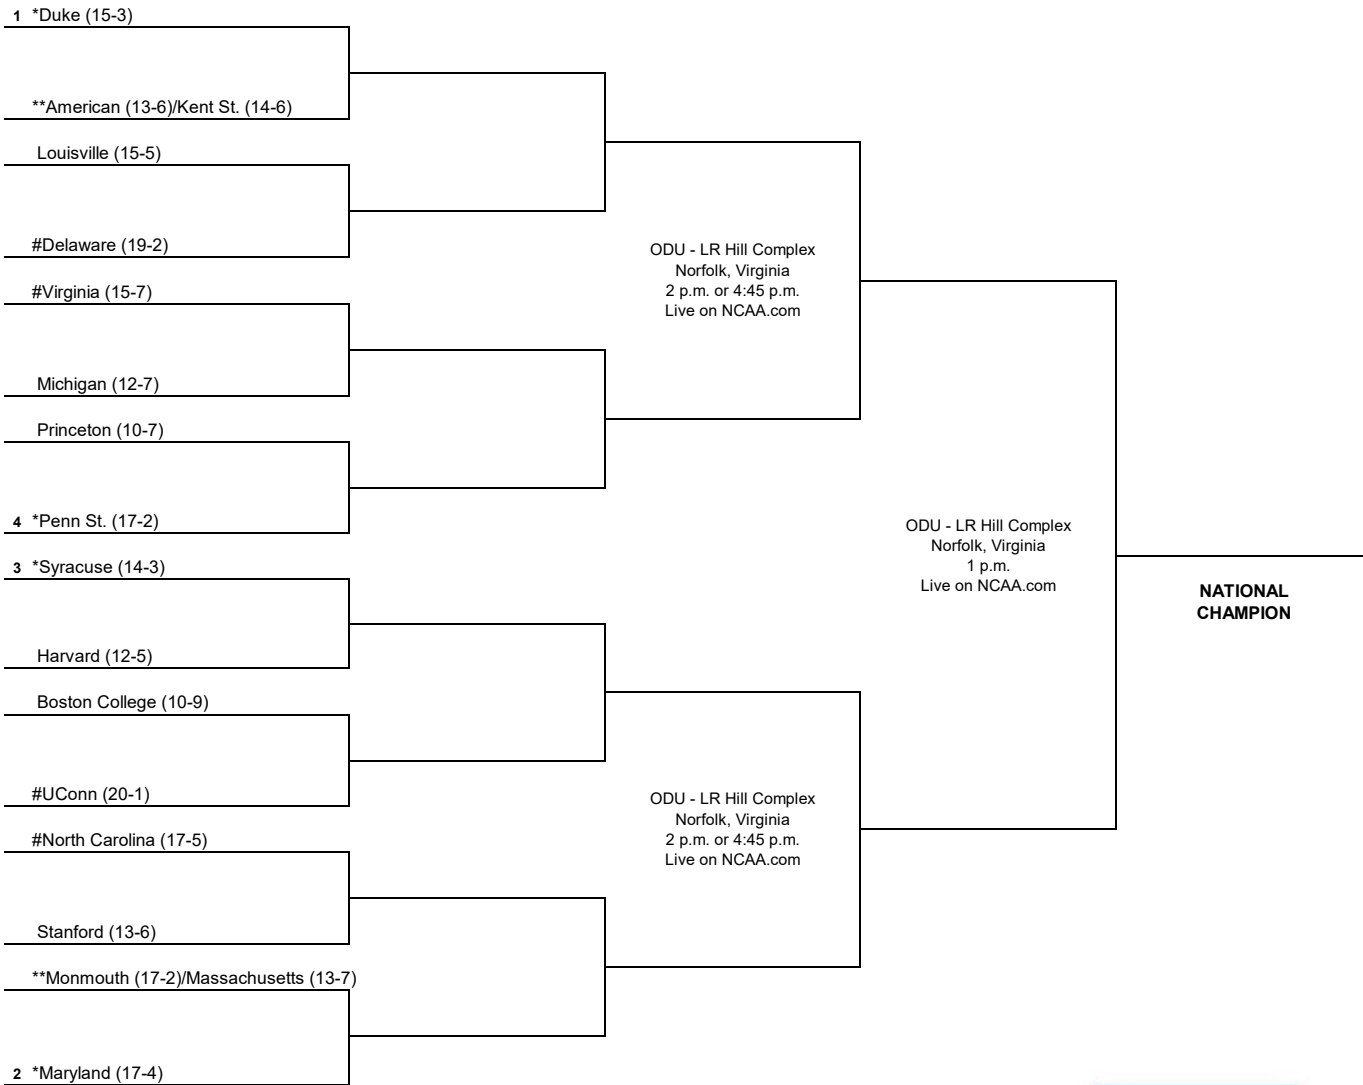 1 *Duke (15-3)
**American (13-6)/Kent St. (14-6)
Louisville (15-5)
#Delaware (19-2)
#Virginia (15-7)
Michigan (12-7)
Princeton (10-7)
4 *Penn St. (17-2)
3 *Syracuse (14-3)
Harvard (12-5)
Boston College (10-9)
#UConn (20-1)
#North Carolina (17-5)
Stanford (13-6)
**Monmouth (17-2)/Massachusetts (13-7)
2 *Maryland (17-4)
ODU - LR Hill Complex
Norfolk, Virginia
2 p.m. or 4:45 p.m.
Live on NCAA.com
ODU - LR Hill Complex
Norfolk, Virginia
2 p.m. or 4:45 p.m.
Live on NCAA.com
ODU - LR Hill Complex
Norfolk, Virginia
1 p.m.
Live on NCAA.com
NATIONAL
CHAMPION